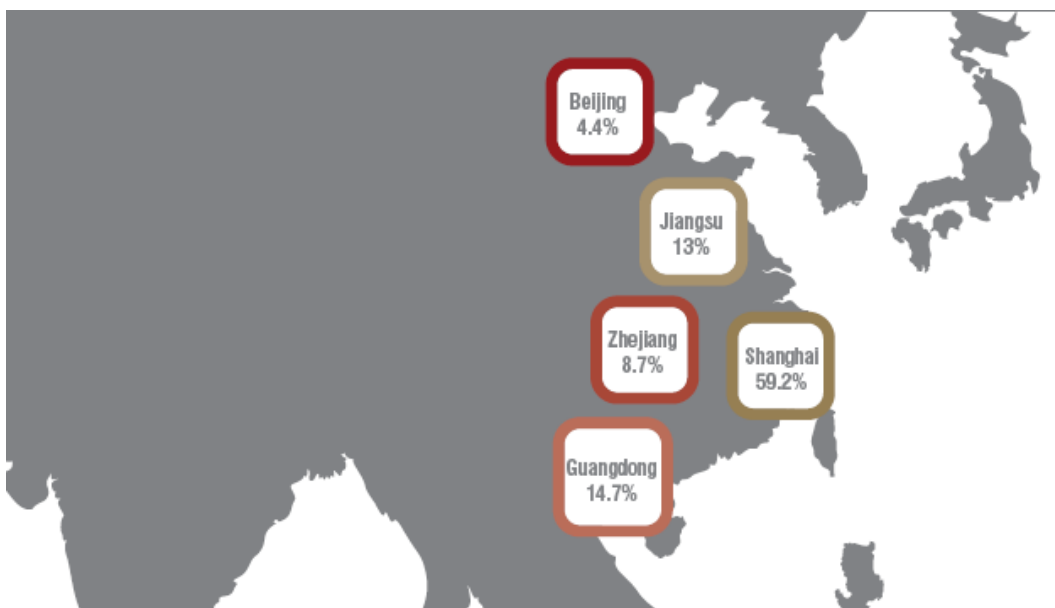 Beijing
4.4%
Jiangsu
13%
Zhejiang
8.7%
Shanghai
59.2%
Guangdong
14.7%